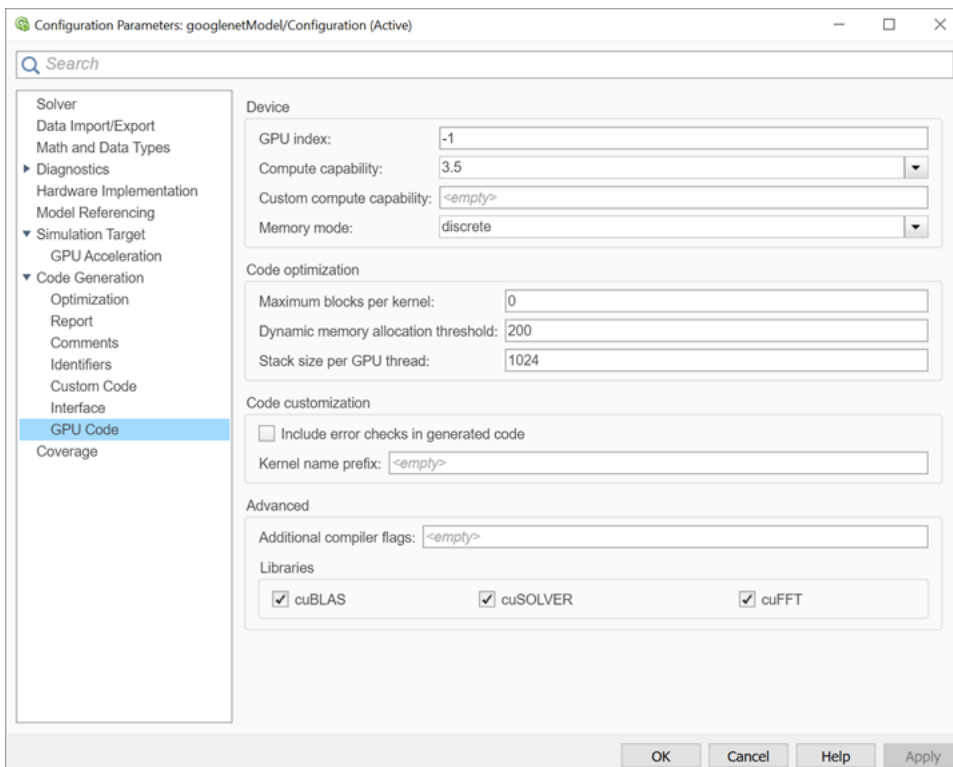 Configuration Parameters: googlenetModel/Configuration (Active)
Search
Solver
Data Import/Export
Math and Data Types
Diagnostics
Hardware Implementation
Model Referencing
Simulation Target
GPU Acceleration
Code Generation
Optimization
Report
Comments
Identifiers
Custom Code
Interface
GPU Code
Coverage
Device
GPU index: -1
Compute capability: 3.5
Custom compute capability: <empty>
Memory mode: discrete
Code optimization
Maximum blocks per kernel: 0
Dynamic memory allocation threshold: 200
Stack size per GPU thread: 1024
Code customization
Include error checks in generated code
Kernel name prefix: <empty>
Advanced
Additional compiler flags: <empty>
Libraries
cuBLAS cuSOLVER cuFFT
OK Cancel Help Apply